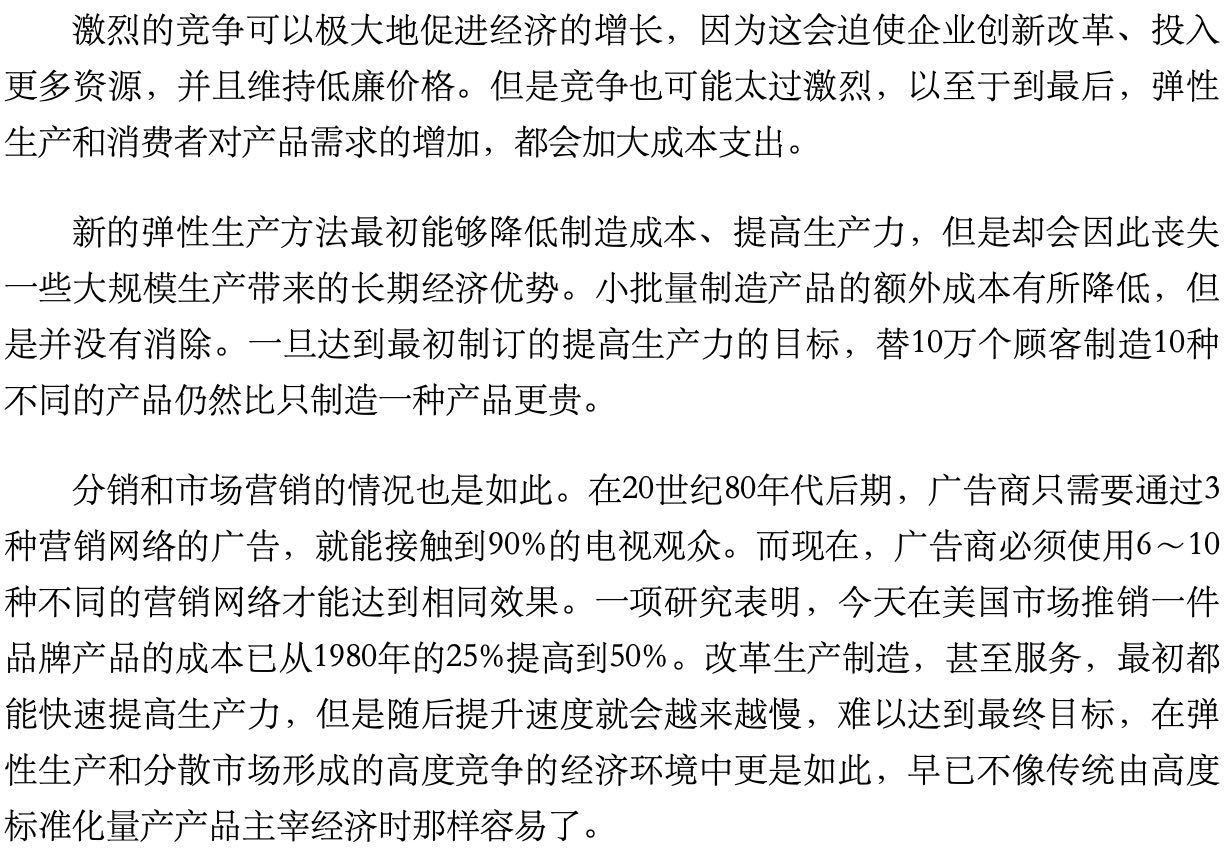 激烈的竞争可以极大地促进经济的增长，因为这会迫使企业创新改革、投入
更多资源，并且维持低廉价格。但是竞争也可能太过激烈，以至于到最后，弹性
生产和消费者对产品需求的增加，都会加大成本支出。
新的弹性生产方法最初能够降低制造成本、提高生产力，但是却会因此丧失
一些大规模生产带来的长期经济优势。小批量制造产品的额外成本有所降低，但
是并没有消除。一旦达到最初制订的提高生产力的目标，替10万个顾客制造10种
不同的产品仍然比只制造一种产品更贵。
分销和市场营销的情况也是如此。在20世纪80年代后期，广告商只需要通过3
种营销网络的广告，就能接触到90%的电视观众。而现在，广告商必须使用6～10
种不同的营销网络才能达到相同效果。一项研究表明，今天在美国市场推销一件
品牌产品的成本已从1980年的25%提高到50%。改革生产制造，甚至服务，最初都
能快速提高生产力，但是随后提升速度就会越来越慢，难以达到最终目标，在弹
性生产和分散市场形成的高度竞争的经济环境中更是如此，早已不像传统由高度
标准化量产产品主宰经济时那样容易了。